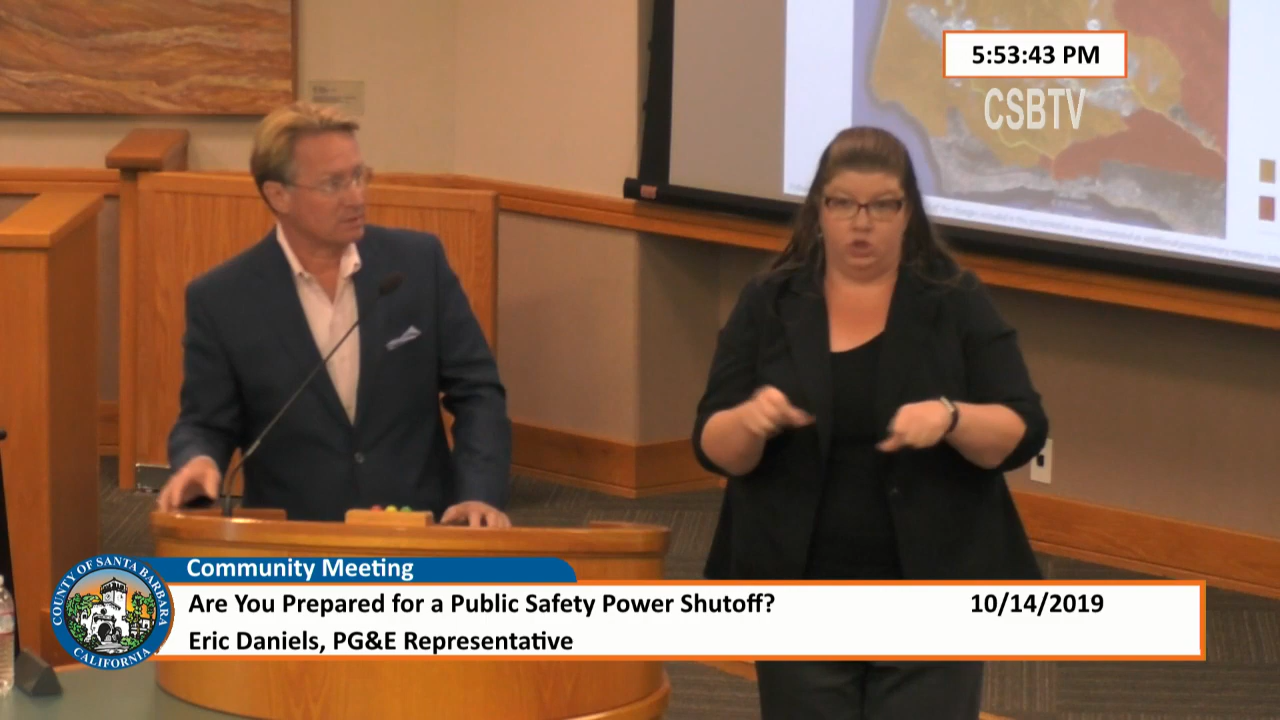 5:53:43 PM
CSBTV
Community Meeting
Are You Prepared for a Public Safety Power Shutoff?
10/14/2019
Eric Daniels, PG&E Representative
COUNTY OF SANTA BARBARA
CALIFORNIA